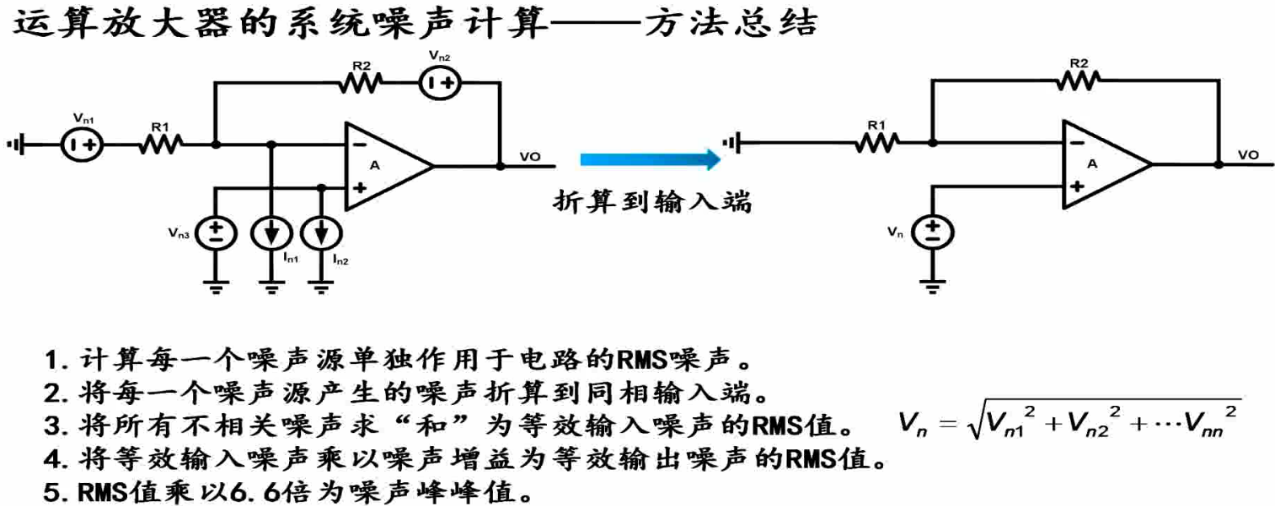 运算放大器的系统噪声计算——方法总结
Vn2
R2
Vn1
R1
−
A
+
VO
Vn3
In1
In2
折算到输入端
R2
R1
−
A
+
VO
Vn
1. 计算每一个噪声源单独作用于电路的RMS噪声。
2. 将每一个噪声源产生的噪声折算到同相输入端。
3. 将所有不相关噪声求“和”为等效输入噪声的RMS值。
Vn = √(Vn1² + Vn2² + ⋯Vnn²)
4. 将等效输入噪声乘以噪声增益为等效输出噪声的RMS值。
5. RMS值乘以6.6倍为噪声峰峰值。